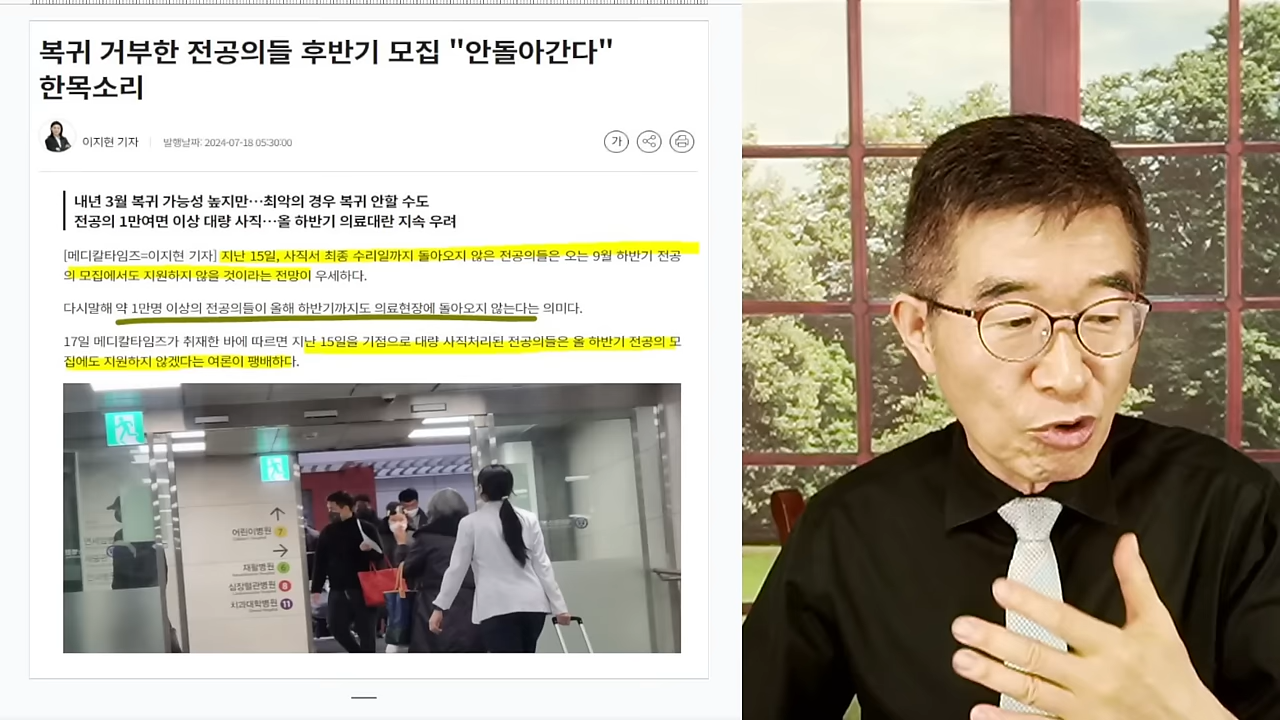 복귀 거부한 전공의들 후반기 모집 "안돌아간다"
한목소리
이지현 기자
발행날짜: 2024-07-18 05:30:00
가
내년 3월 복귀 가능성 높지만…최악의 경우 복귀 안할 수도
전공의 1만여면 이상 대량 사직…올 하반기 의료대란 지속 우려
[메디칼타임즈=이지현 기자] 지난 15일, 사직서 최종 수리일까지 돌아오지 않은 전공의들은 오는 9월 하반기 전공
의 모집에서도 지원하지 않을 것이라는 전망이 우세하다.
다시말해 약 1만명 이상의 전공의들이 올해 하반기까지도 의료현장에 돌아오지 않는다는 의미다.
17일 메디칼타임즈가 취재한 바에 따르면 지난 15일을 기점으로 대량 사직처리된 전공의들은 올 하반기 전공의 모
집에도 지원하지 않겠다는 여론이 팽배하다.
어린이병원 7
재활병원 6
심장혈관병원 8
치과대학병원 11